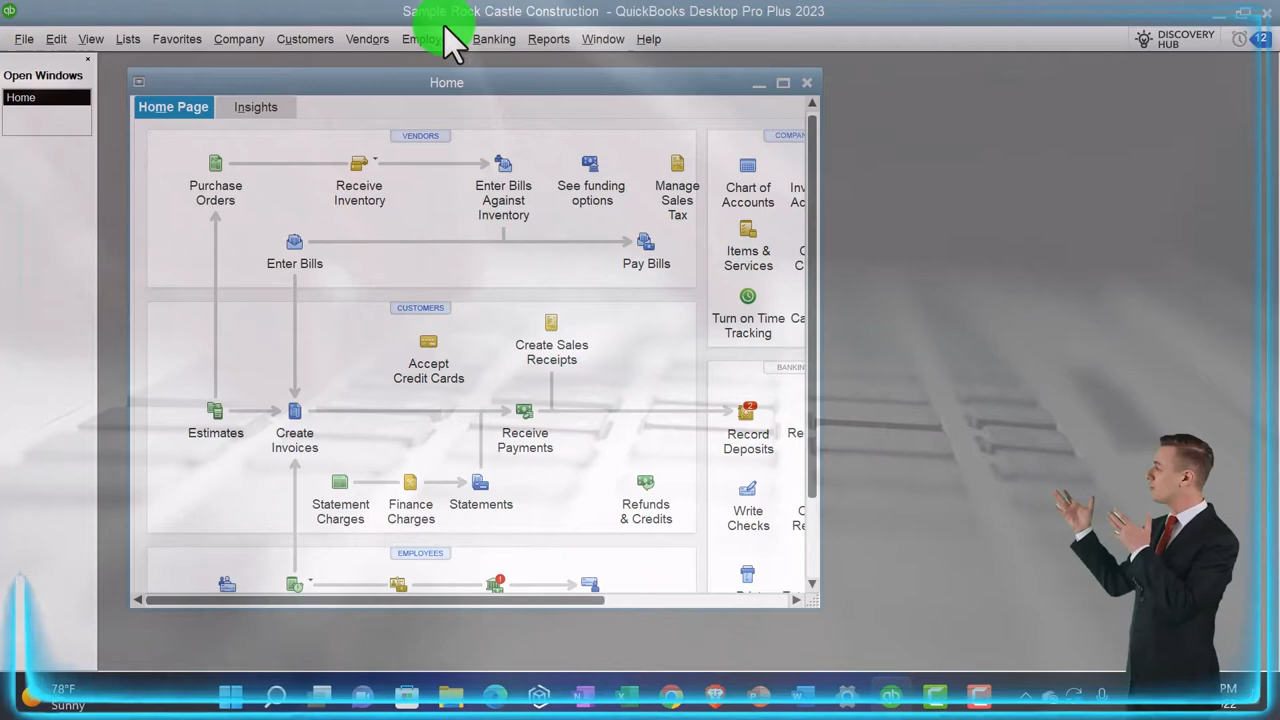 Sample Rock Castle Construction - QuickBooks Desktop Pro Plus 2023
File Edit View Lists Favorites Company Customers Vendors Banking Window Help
DISCOVERY
HUB
12
Open Windows
Home
Home
Home Page
Insights
VENDORS
Purchase
Orders
Receive
Inventory
Enter Bills
Against
Inventory
See funding
options
Manage
Sales
Tax
Enter Bills
Pay Bills
CUSTOMERS
Accept
Credit Cards
Create Sales
Receipts
Estimates
Create
Invoices
Receive
Payments
Statement
Charges
Finance
Charges
Statements
Refunds
& Credits
EMPLOYEES
Chart of
Accounts
Items &
Services
Turn on Time
Tracking
2
Record
Deposits
Write
Checks
78°F
Sunny
PM